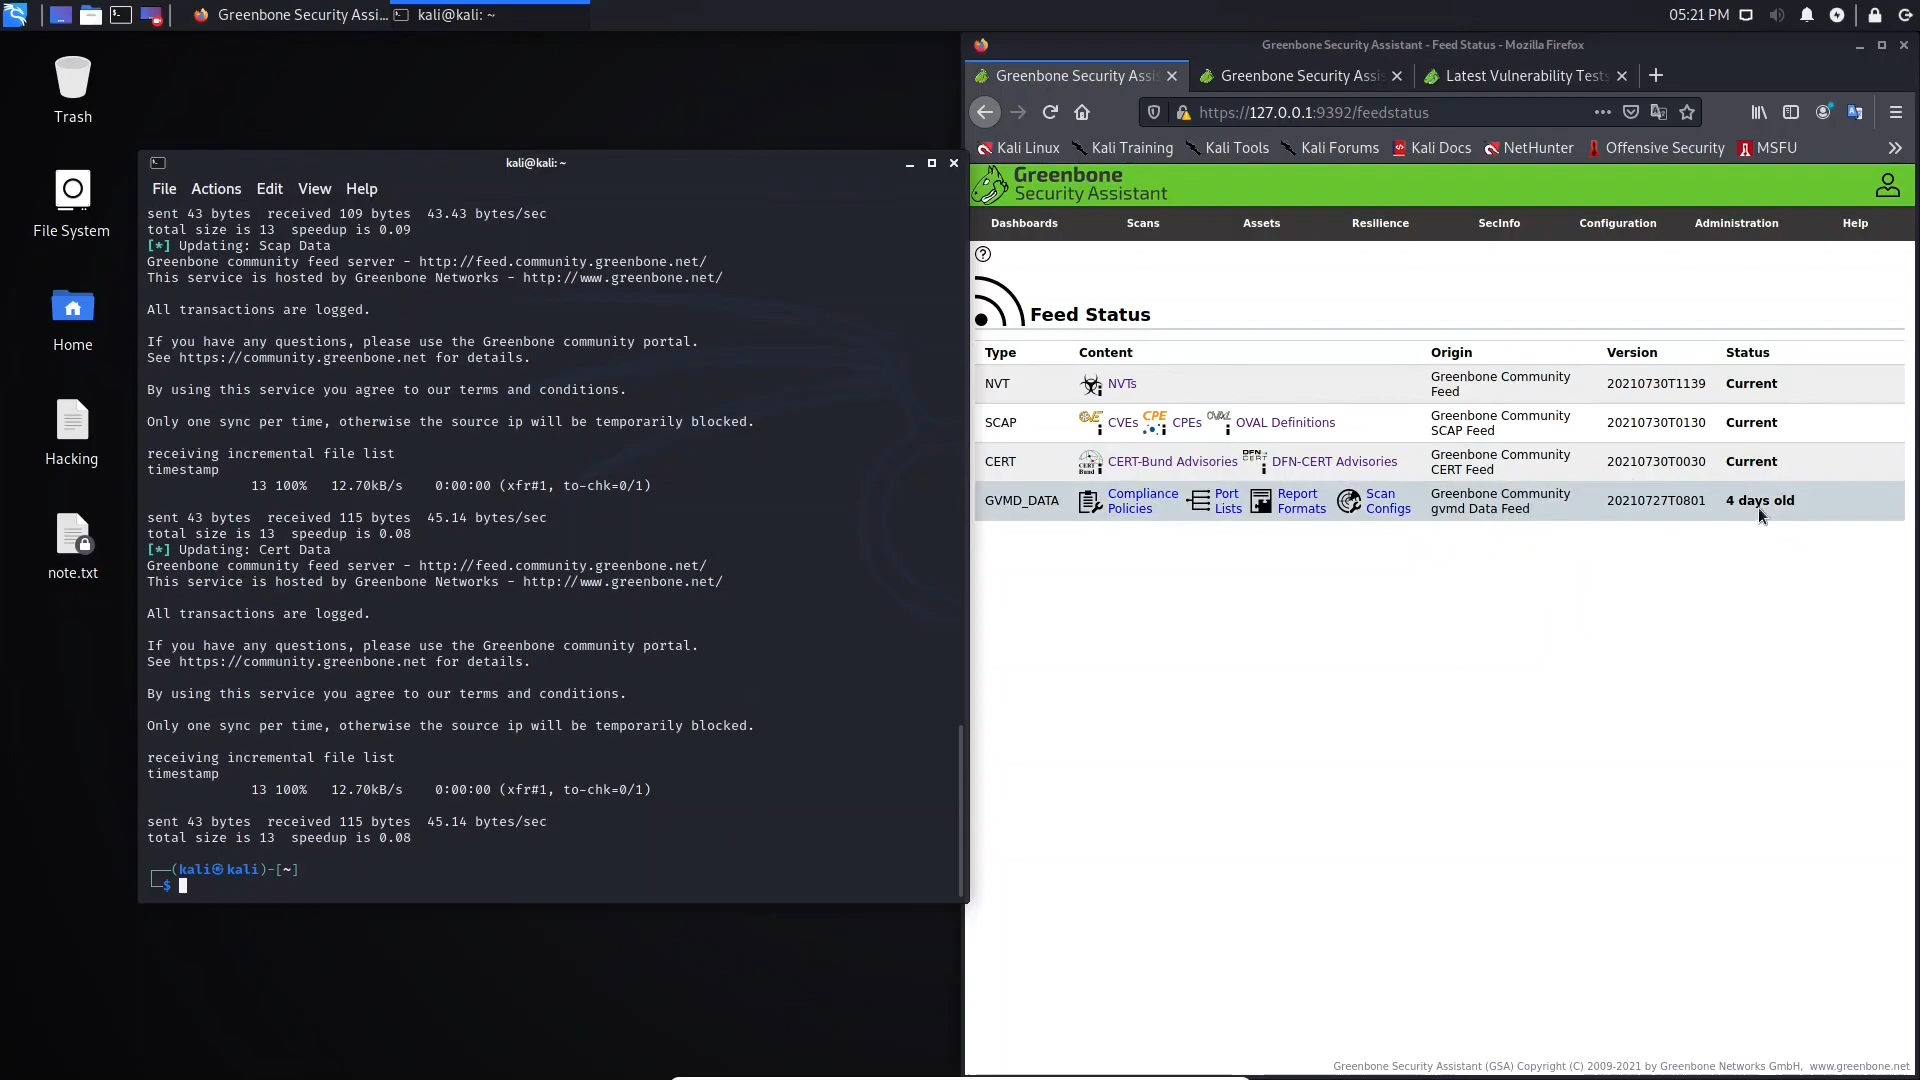 Greenbone Security Assi...
kali@kali: ~
05:21 PM
Trash
File System
Home
Hacking
note.txt
kali@kali: ~
File Actions Edit View Help
sent 43 bytes  received 109 bytes  43.43 bytes/sec
total size is 13  speedup is 0.09
[*] Updating: Scap Data
Greenbone community feed server - http://feed.community.greenbone.net/
This service is hosted by Greenbone Networks - http://www.greenbone.net/
All transactions are logged.
If you have any questions, please use the Greenbone community portal.
See https://community.greenbone.net for details.
By using this service you agree to our terms and conditions.
Only one sync per time, otherwise the source ip will be temporarily blocked.
receiving incremental file list
timestamp
13 100%   12.70kB/s    0:00:00 (xfr#1, to-chk=0/1)
sent 43 bytes  received 115 bytes  45.14 bytes/sec
total size is 13  speedup is 0.08
[*] Updating: Cert Data
Greenbone community feed server - http://feed.community.greenbone.net/
This service is hosted by Greenbone Networks - http://www.greenbone.net/
All transactions are logged.
If you have any questions, please use the Greenbone community portal.
See https://community.greenbone.net for details.
By using this service you agree to our terms and conditions.
Only one sync per time, otherwise the source ip will be temporarily blocked.
receiving incremental file list
timestamp
13 100%   12.70kB/s    0:00:00 (xfr#1, to-chk=0/1)
sent 43 bytes  received 115 bytes  45.14 bytes/sec
total size is 13  speedup is 0.08
┌──(kali㉿kali)-[~]
└─$
Greenbone Security Assistant - Feed Status - Mozilla Firefox
Greenbone Security Assis
Greenbone Security Assis
Latest Vulnerability Tests
https://127.0.0.1:9392/feedstatus
Kali Linux
Kali Training
Kali Tools
Kali Forums
Kali Docs
NetHunter
Offensive Security
MSFU
Greenbone
Security Assistant
Dashboards Scans Assets Resilience SecInfo Configuration Administration Help
Feed Status
Type Content Origin Version Status
NVT NVTs Greenbone Community Feed 20210730T1139 Current
SCAP CVE CVEs CPE CPEs OVAL OVAL Definitions Greenbone Community SCAP Feed 20210730T0130 Current
CERT CERT Bund CERT-Bund Advisories DFN CERT DFN-CERT Advisories Greenbone Community CERT Feed 20210730T0030 Current
GVMD_DATA Compliance Policies Port Lists Report Formats Scan Configs Greenbone Community gvmd Data Feed 20210727T0801 4 days old
Greenbone Security Assistant (GSA) Copyright (C) 2009-2021 by Greenbone Networks GmbH, www.greenbone.net